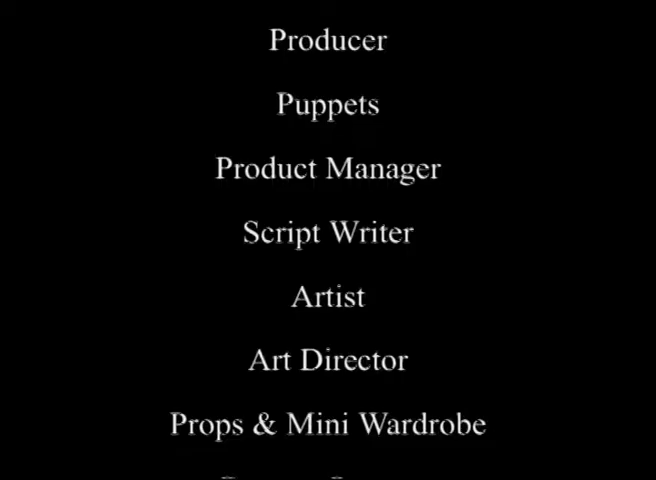 Producer
Puppets
Product Manager
Script Writer
Artist
Art Director
Props & Mini Wardrobe